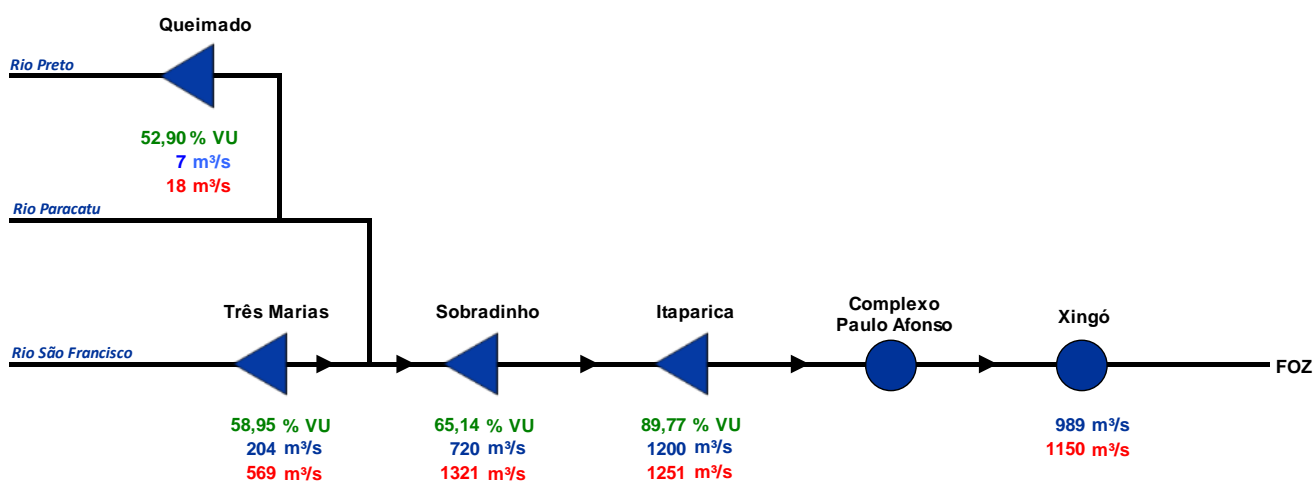 Queimado
Rio Preto
52,90 % VU
7 m³/s
18 m³/s
Rio Paracatu
Três Marias
Sobradinho
Itaparica
Complexo
Paulo Afonso
Xingó
Rio São Francisco
FOZ
58,95 % VU
204 m³/s
569 m³/s
65,14 % VU
720 m³/s
1321 m³/s
89,77 % VU
1200 m³/s
1251 m³/s
989 m³/s
1150 m³/s